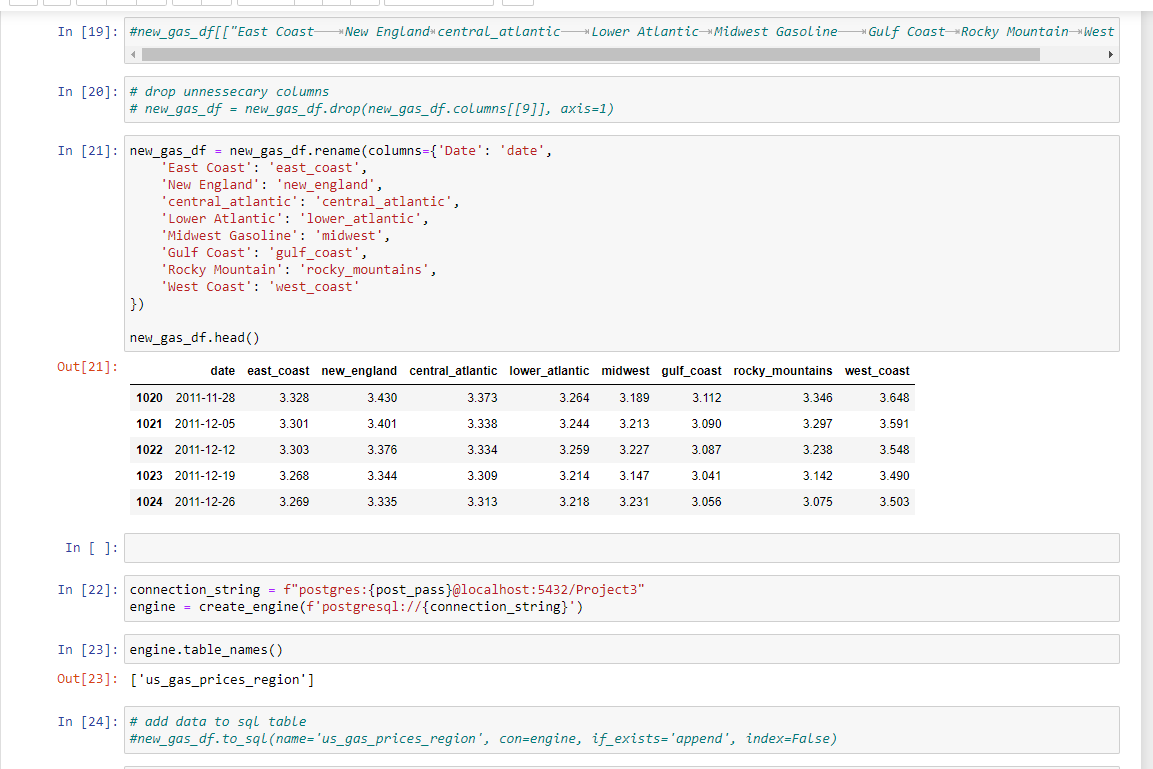 In [19]: #new_gas_df[["East Coast New England central_atlantic Lower Atlantic Midwest Gasoline Gulf Coast Rocky Mountain West
In [20]: # drop unnessecary columns
# new_gas_df = new_gas_df.drop(new_gas_df.columns[[9]], axis=1)
In [21]: new_gas_df = new_gas_df.rename(columns={'Date': 'date',
'East Coast': 'east_coast',
'New England': 'new_england',
'central_atlantic': 'central_atlantic',
'Lower Atlantic': 'lower_atlantic',
'Midwest Gasoline': 'midwest',
'Gulf Coast': 'gulf_coast',
'Rocky Mountain': 'rocky_mountains',
'West Coast': 'west_coast'
})
new_gas_df.head()
Out[21]: date east_coast new_england central_atlantic lower_atlantic midwest gulf_coast rocky_mountains west_coast
1020 2011-11-28 3.328 3.430 3.373 3.264 3.189 3.112 3.346 3.648
1021 2011-12-05 3.301 3.401 3.338 3.244 3.213 3.090 3.297 3.591
1022 2011-12-12 3.303 3.376 3.334 3.259 3.227 3.087 3.238 3.548
1023 2011-12-19 3.268 3.344 3.309 3.214 3.147 3.041 3.142 3.490
1024 2011-12-26 3.269 3.335 3.313 3.218 3.231 3.056 3.075 3.503
In [ ]:
In [22]: connection_string = f"postgres:{post_pass}@localhost:5432/Project3"
engine = create_engine(f'postgresql://{connection_string}')
In [23]: engine.table_names()
Out[23]: ['us_gas_prices_region']
In [24]: # add data to sql table
#new_gas_df.to_sql(name='us_gas_prices_region', con=engine, if_exists='append', index=False)